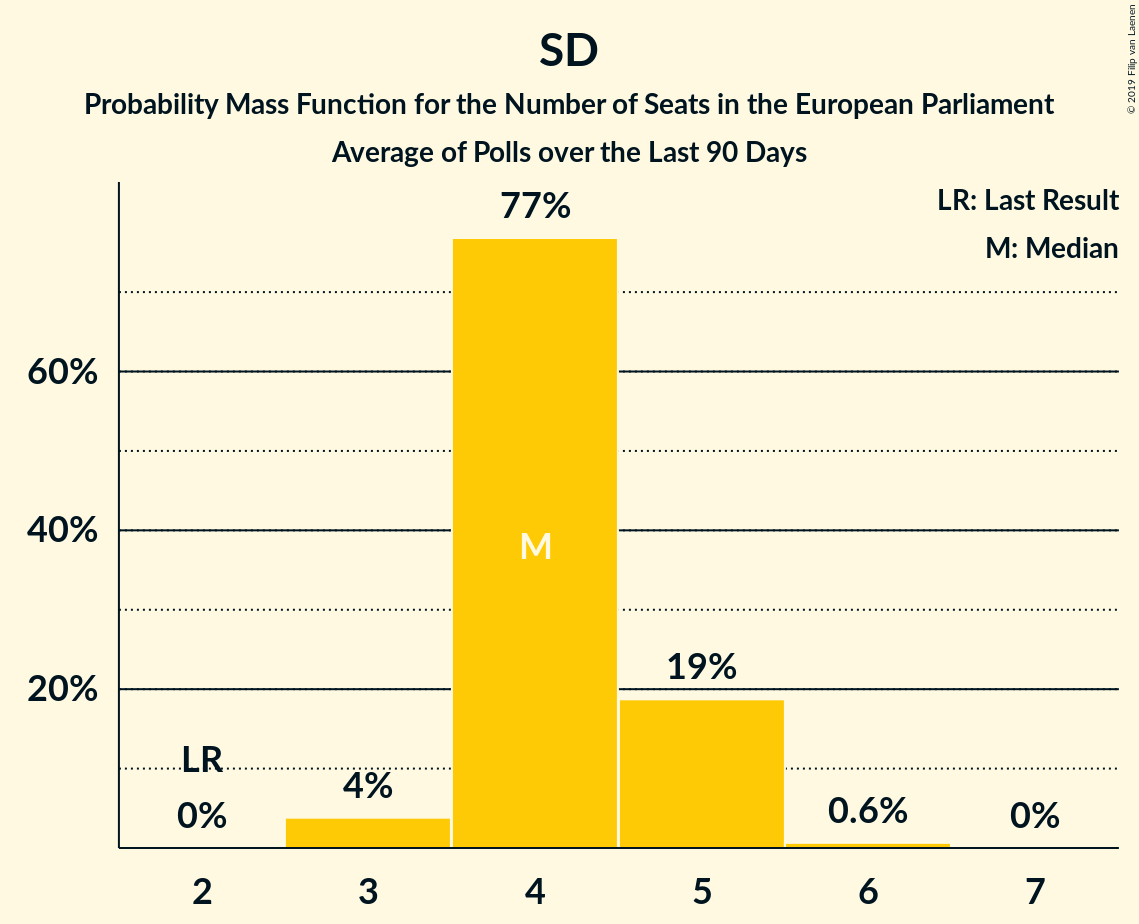 SD
Probability Mass Function for the Number of Seats in the European Parliament
Average of Polls over the Last 90 Days
© 2019 Filip van Laenen
LR: Last Result
M: Median
77%
60%
40%
M
20%
19%
LR
0%
4%
0.6%
0%
2 3 4 5 6 7